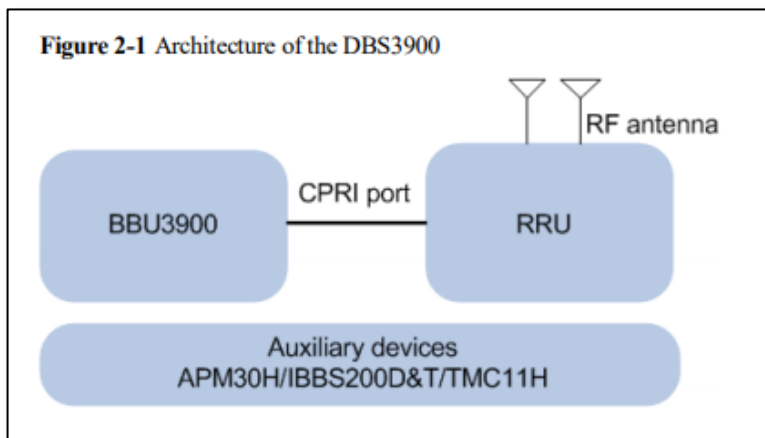 Figure 2-1 Architecture of the DBS3900
RF antenna
CPRI port
BBU3900
RRU
Auxiliary devices
APM30H/IBBS200D&T/TMC11H